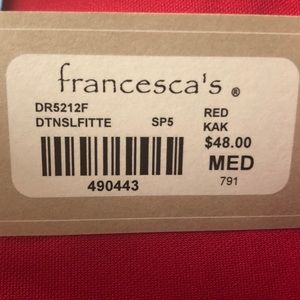 francesca's ®
DR5212F RED
DTNSLFITTE SP5 KAK
$48.00
490443 MED
791